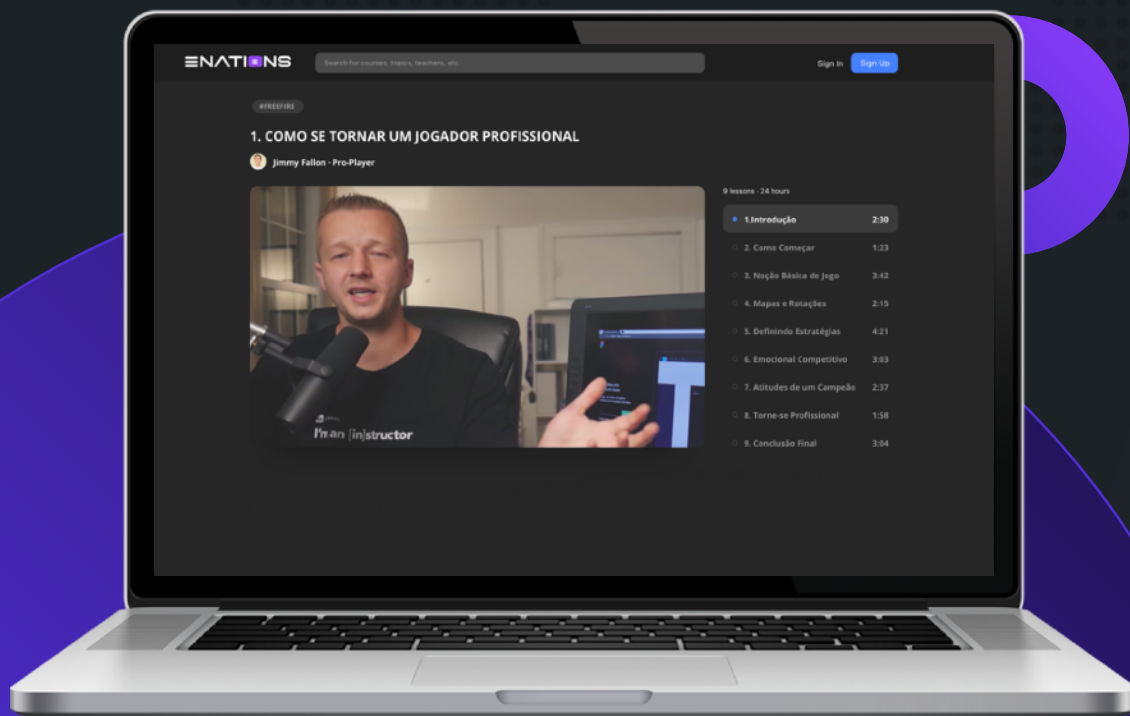 ENATIONS
Search for courses, topics, teachers, etc
Sign In
Sign Up
#FREEFIRE
1. COMO SE TORNAR UM JOGADOR PROFISSIONAL
Jimmy Fallon · Pro-Player
9 lessons · 24 hours
1.Introdução 2:30
2. Como Começar 1:23
3. Noção Básica de Jogo 3:42
4. Mapas e Rotações 2:15
5. Definindo Estratégias 4:21
6. Emocional Competitivo 3:03
7. Atitudes de um Campeão 2:37
8. Torne-se Profissional 1:58
9. Conclusão Final 3:04
I'm an [in]structor
T